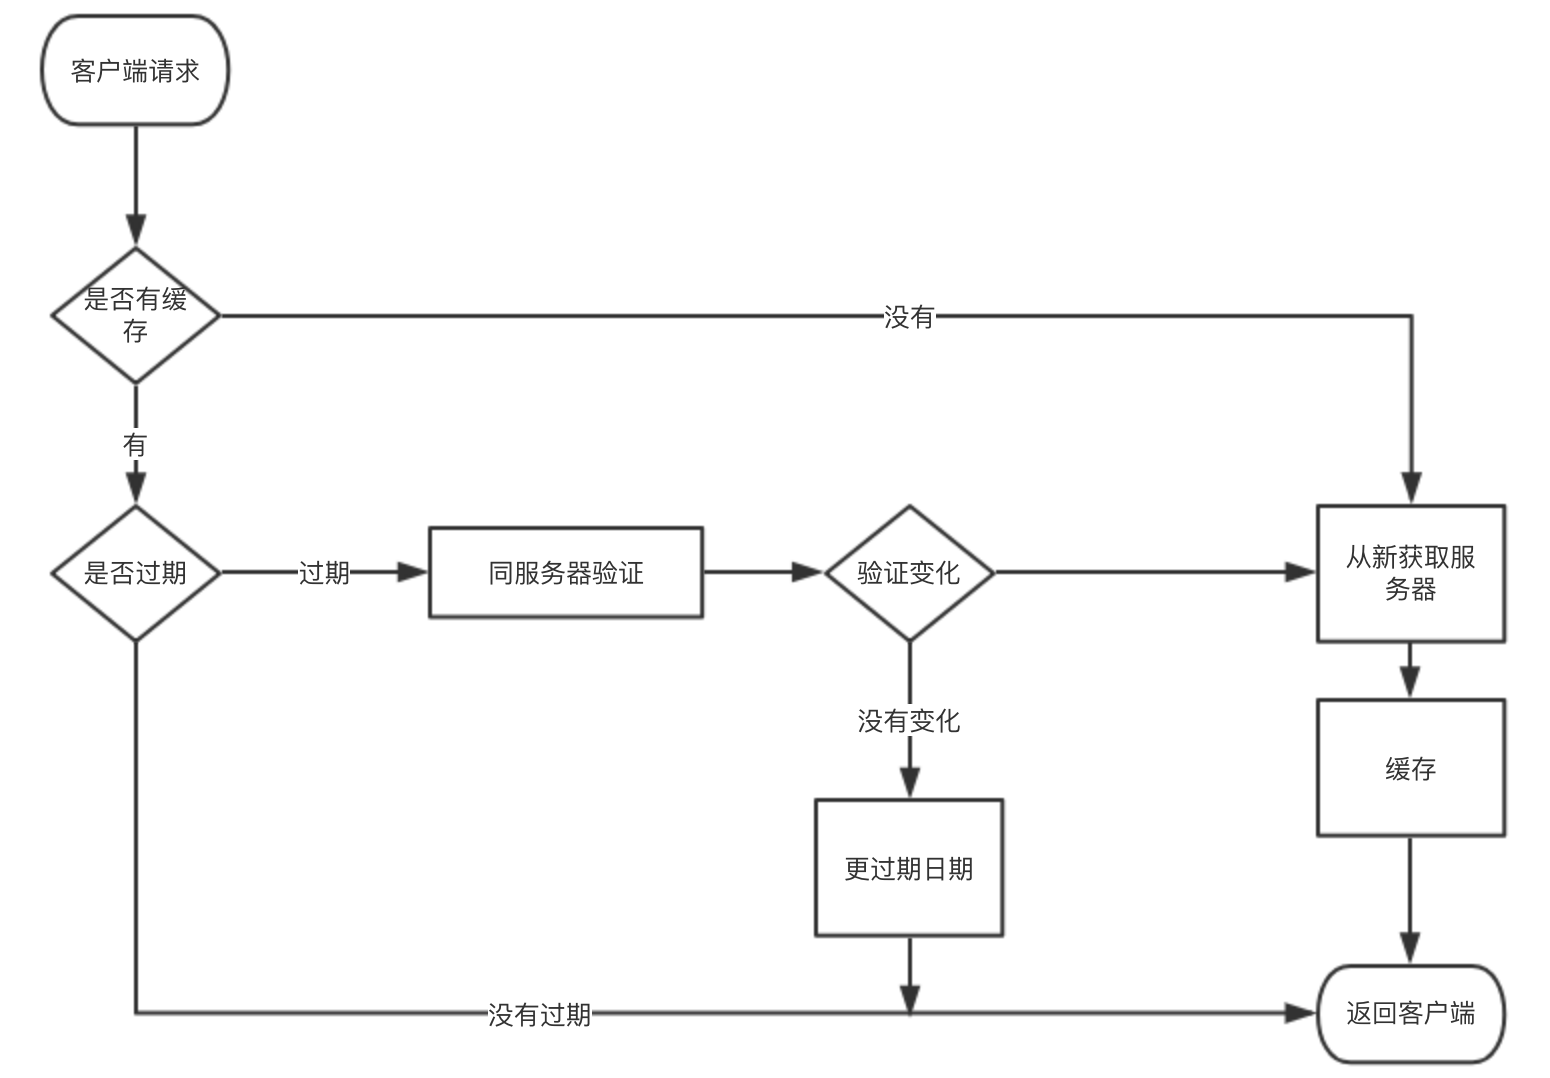 客户端请求
是否有缓
存
没有
有
是否过期
过期
同服务器验证
验证变化
从新获取服
务器
没有变化
缓存
更过期日期
没有过期
返回客户端